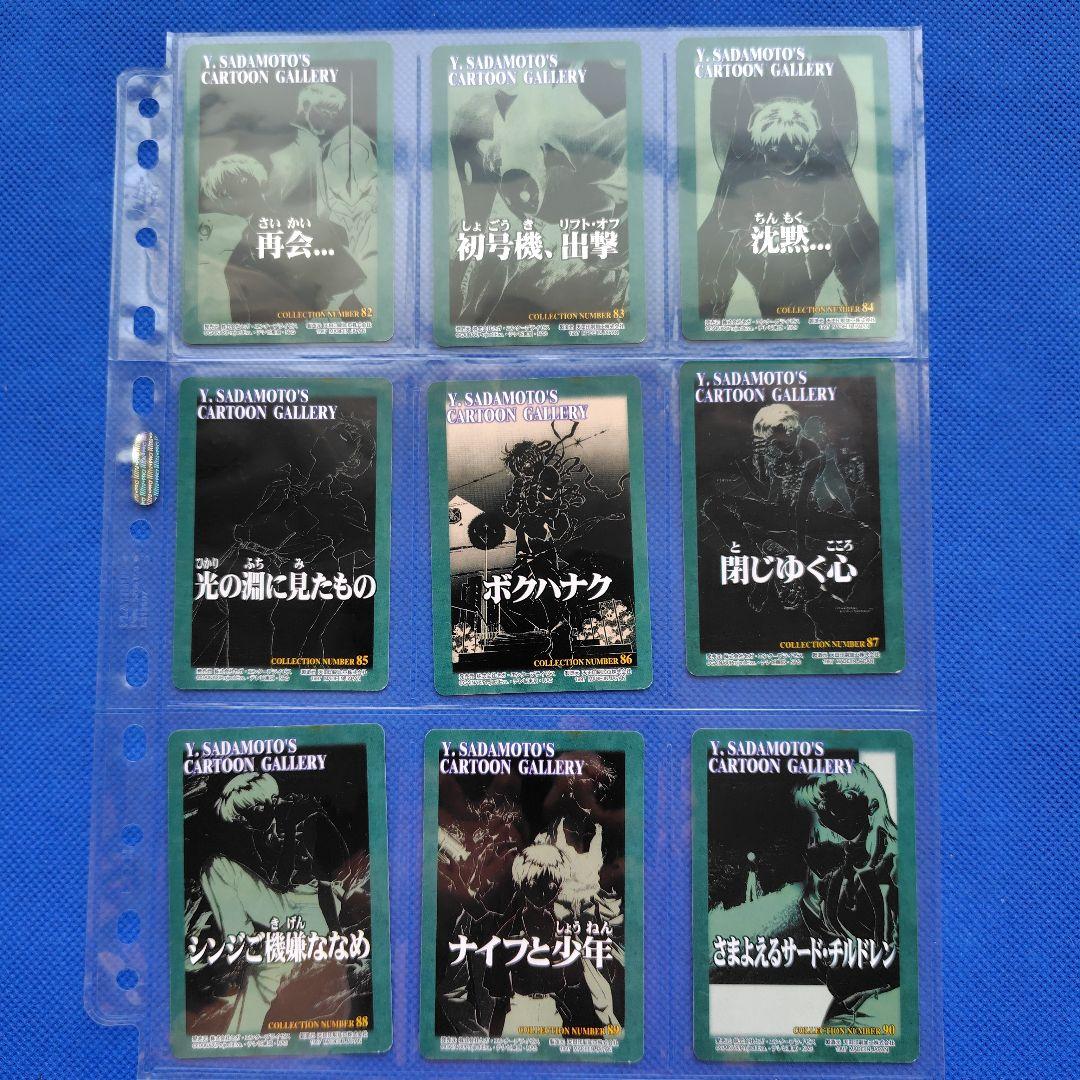 Y. SADAMOTO'S
CARTOON GALLERY
さい かい
再会...
COLLECTION NUMBER 82
Y. SADAMOTO'S
CARTOON GALLERY
しょ ごう き リフト・オフ
初号機、出撃
COLLECTION NUMBER 83
Y. SADAMOTO'S
CARTOON GALLERY
ちん もく
沈黙...
COLLECTION NUMBER 84
Y. SADAMOTO'S
CARTOON GALLERY
ひかり ふち み
光の淵に見たもの
COLLECTION NUMBER 85
Y. SADAMOTO'S
CARTOON GALLERY
ボクハナク
COLLECTION NUMBER 86
Y. SADAMOTO'S
CARTOON GALLERY
と こころ
閉じゆく心
COLLECTION NUMBER 87
Y. SADAMOTO'S
CARTOON GALLERY
き げん
シンジご機嫌ななめ
COLLECTION NUMBER 88
Y. SADAMOTO'S
CARTOON GALLERY
しょう ねん
ナイフと少年
COLLECTION NUMBER 89
Y. SADAMOTO'S
CARTOON GALLERY
さまよえるサード・チルドレン
COLLECTION NUMBER 90